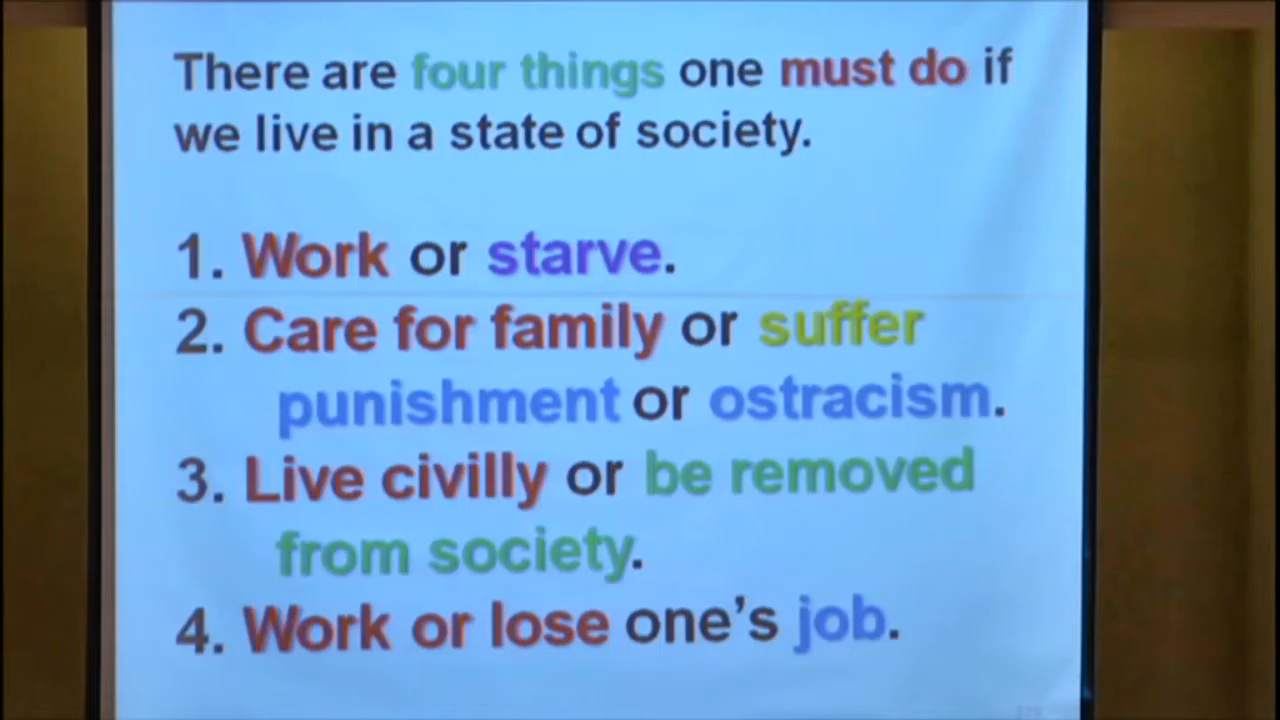 There are four things one must do if
we live in a state of society.
1. Work or starve.
2. Care for family or suffer
punishment or ostracism.
3. Live civilly or be removed
from society.
4. Work or lose one's job.